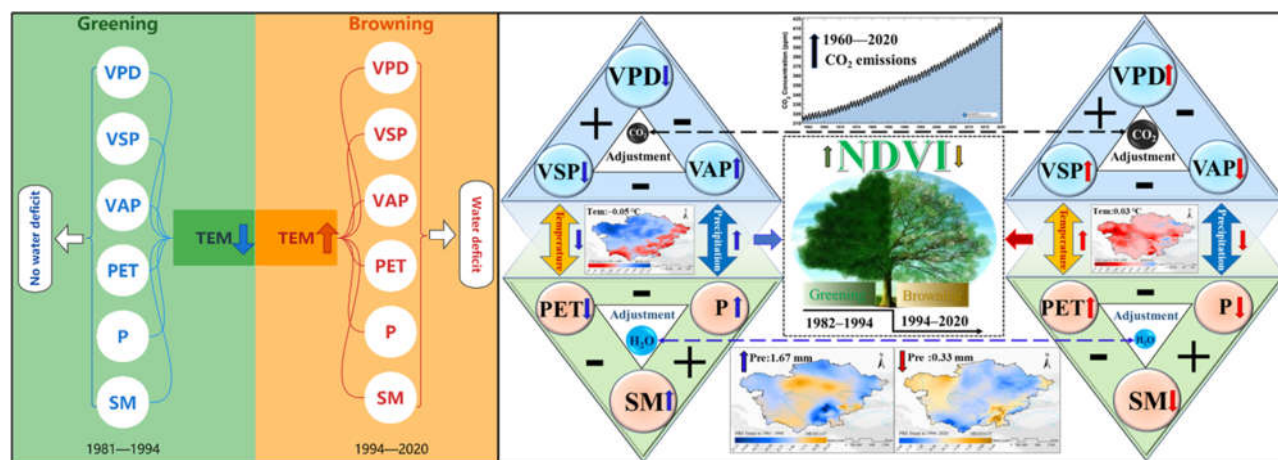 Greening
Browning
VPD
VSP
VAP
PET
P
SM
No water deficit
TEM
TEM
VPD
VSP
VAP
PET
P
SM
Water deficit
1981—1994
1994—2020
VPD
+
-
CO₂
Adjustment
VSP
VAP
-
Temperature
Tem:-0.05 °C
Precipitation
PET
-
P
Adjustment
H₂O
-
+
SM
CO₂ Concentration (ppm)
1960—2020
CO₂ emissions
NDVI
Greening
Browning
1982–1994
1994–2020
Pre:1.67 mm
Pre :0.33 mm
VPD
+
-
CO₂
Adjustment
VSP
VAP
-
Temperature
Tem:0.03 °C
Precipitation
PET
-
P
Adjustment
H₂O
-
+
SM